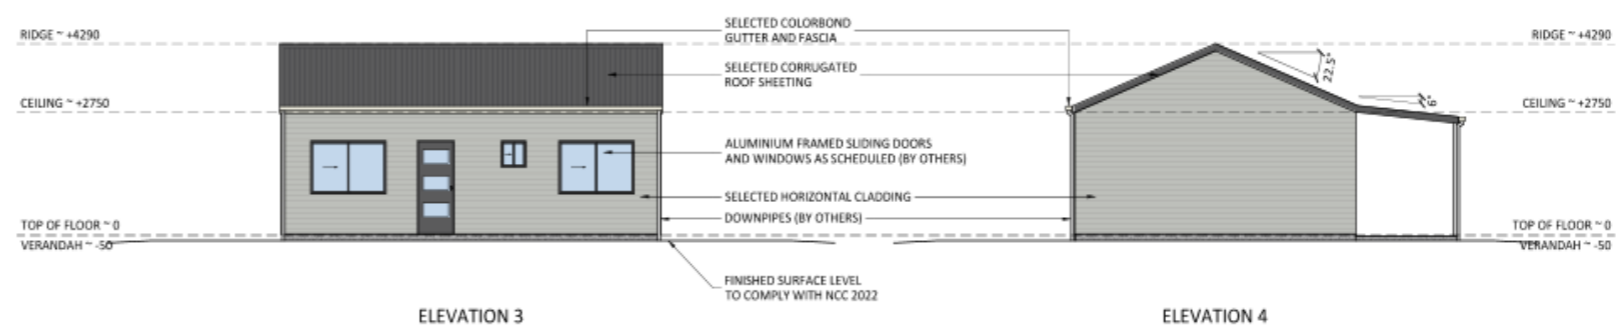 RIDGE ~ +4290
CEILING ~ +2750
TOP OF FLOOR ~ 0
VERANDAH ~ -50
ELEVATION 3
SELECTED COLORBOND
GUTTER AND FASCIA
SELECTED CORRUGATED
ROOF SHEETING
ALUMINIUM FRAMED SLIDING DOORS
AND WINDOWS AS SCHEDULED (BY OTHERS)
SELECTED HORIZONTAL CLADDING
DOWNPIPES (BY OTHERS)
FINISHED SURFACE LEVEL
TO COMPLY WITH NCC 2022
22.5°
6°
RIDGE ~ +4290
CEILING ~ +2750
TOP OF FLOOR ~ 0
VERANDAH ~ -50
ELEVATION 4